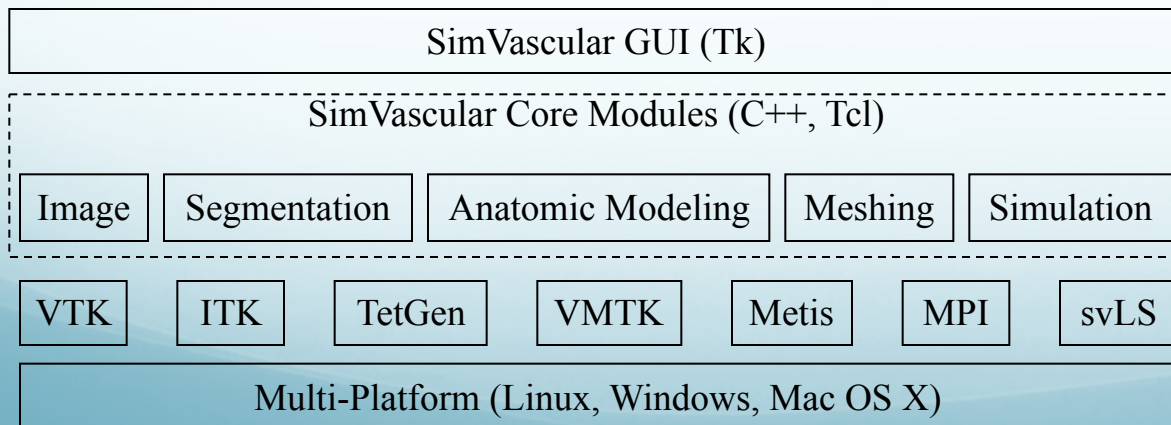 SimVascular GUI (Tk)
SimVascular Core Modules (C++, Tcl)
Image Segmentation Anatomic Modeling Meshing Simulation
VTK ITK TetGen VMTK Metis MPI svLS
Multi-Platform (Linux, Windows, Mac OS X)